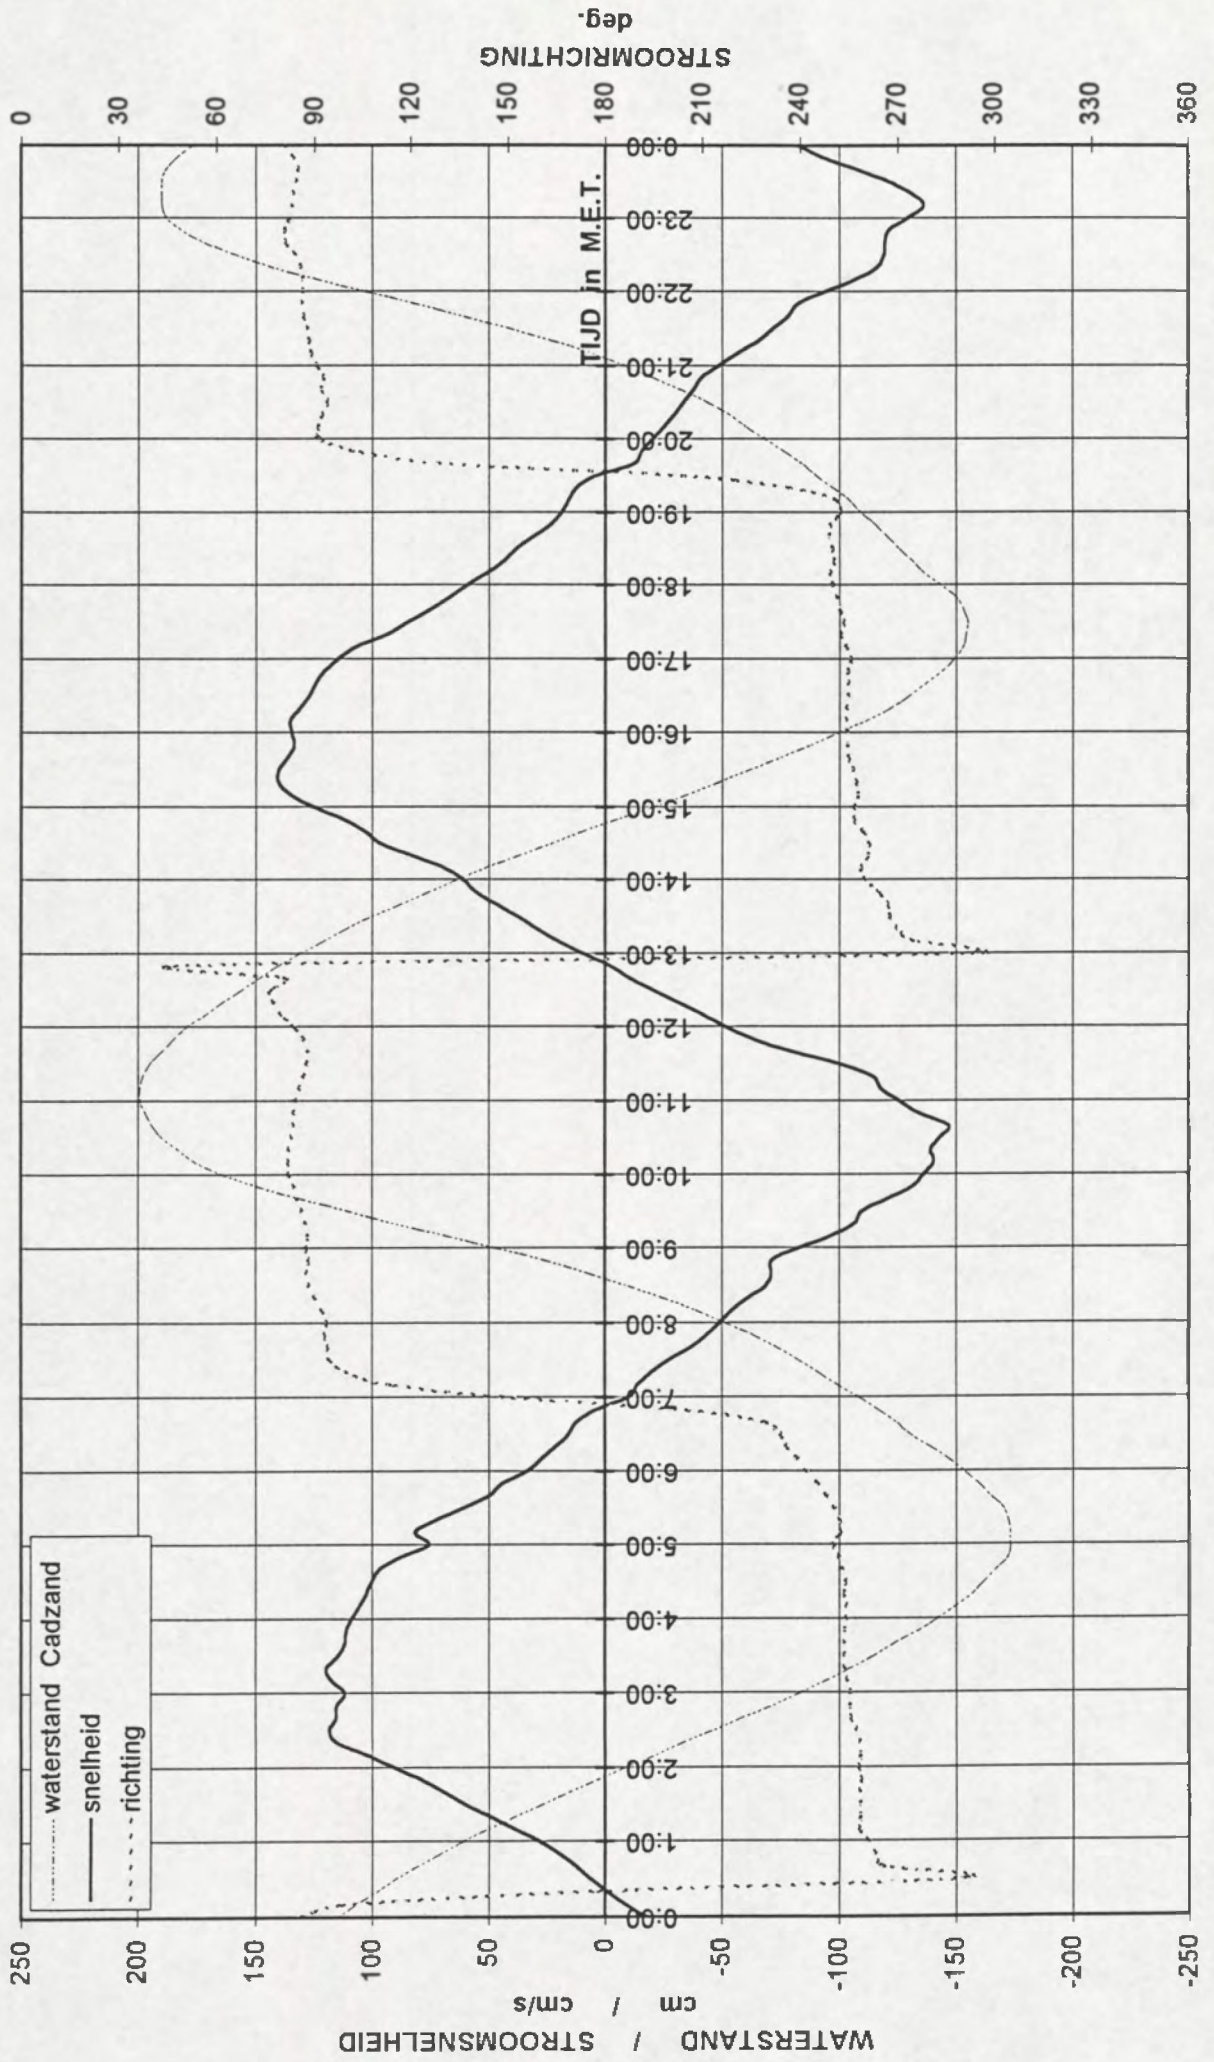 STROOMRICHTING
deg.
0 30 60 90 120 150 180 210 240 270 300 330 360
TIJD in M.E.T.
0:00 1:00 2:00 3:00 4:00 5:00 6:00 7:00 8:00 9:00 10:00 11:00 12:00 13:00 14:00 15:00 16:00 17:00 18:00 19:00 20:00 21:00 22:00 23:00 0:00
waterstand Cadzand
snelheid
richting
250 200 150 100 50 0 -50 -100 -150 -200 -250
cm / cm/s
WATERSTAND / STROOMSNELHEID